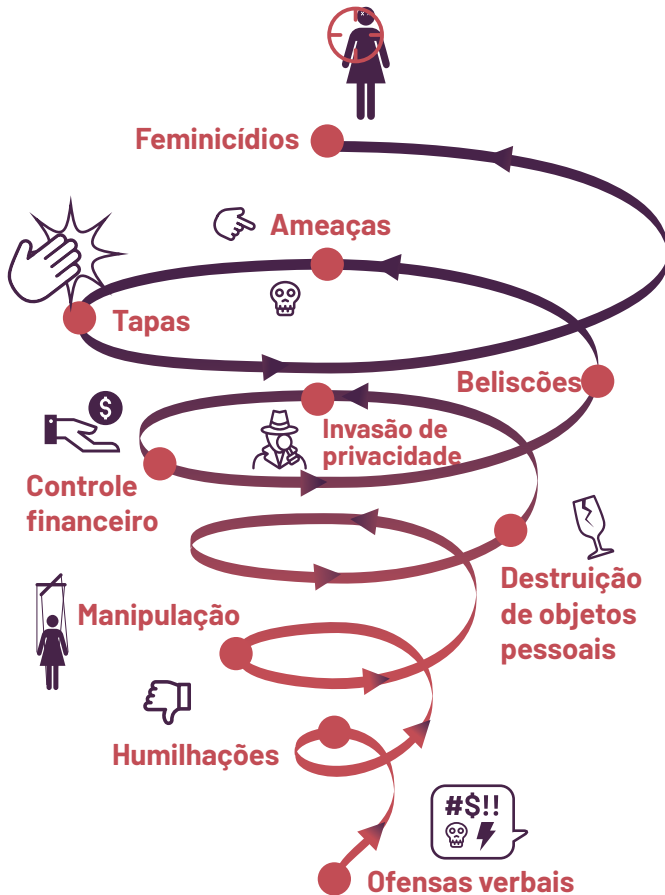 Feminicídios
Ameaças
Tapas
Beliscões
$
Invasão de
privacidade
Controle
financeiro
Destruição
de objetos
pessoais
Manipulação
Humilhações
#$!!
Ofensas verbais